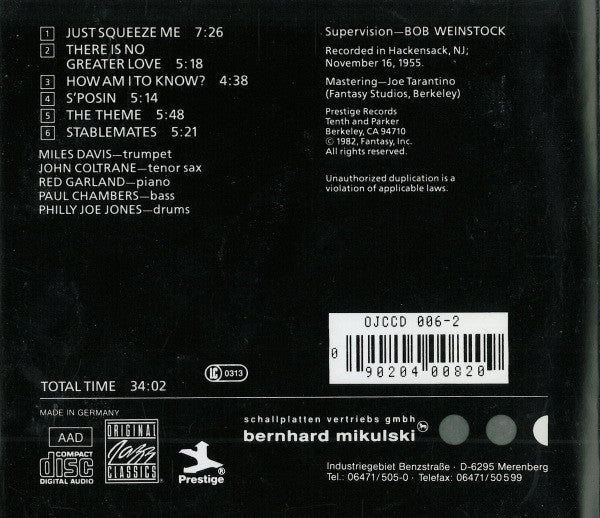 1 JUST SQUEEZE ME 7:26
2 THERE IS NO
GREATER LOVE 5:18
3 HOW AM I TO KNOW? 4:38
4 S'POSIN 5:14
5 THE THEME 5:48
6 STABLEMATES 5:21
MILES DAVIS—trumpet
JOHN COLTRANE—tenor sax
RED GARLAND—piano
PAUL CHAMBERS—bass
PHILLY JOE JONES—drums
Supervision—BOB WEINSTOCK
Recorded in Hackensack, NJ;
November 16, 1955.
Mastering—Joe Tarantino
(Fantasy Studios, Berkeley)
Prestige Records
Tenth and Parker
Berkeley, CA 94710
© 1982, Fantasy, Inc.
All rights reserved.
Unauthorized duplication is a
violation of applicable laws.
OJCCD 006-2
0 90204 00820
TOTAL TIME 34:02
LC 0313
MADE IN GERMANY
AAD
COMPACT
disc
DIGITAL AUDIO
ORIGINAL
Jazz
CLASSICS
Prestige®
schallplatten vertriebs gmbh
bernhard mikulski
Industriegebiet Benzstraße · D-6295 Merenberg
Tel.: 06471/505-0 · Telefax: 06471/50599